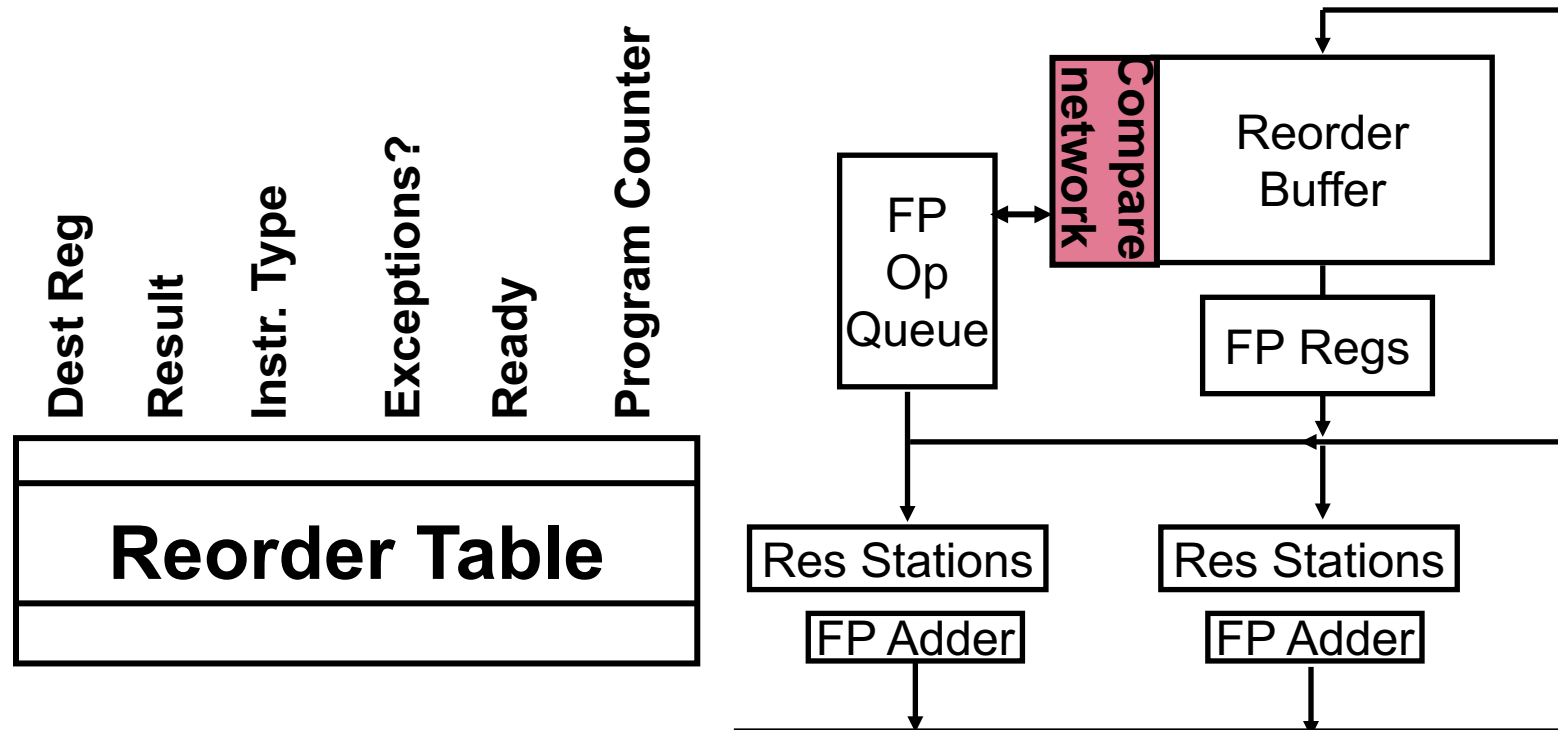 Dest Reg
Result
Instr. Type
Exceptions?
Ready
Program Counter
Reorder Table
Compare
network
Reorder
Buffer
FP
Op
Queue
FP Regs
Res Stations
Res Stations
FP Adder
FP Adder